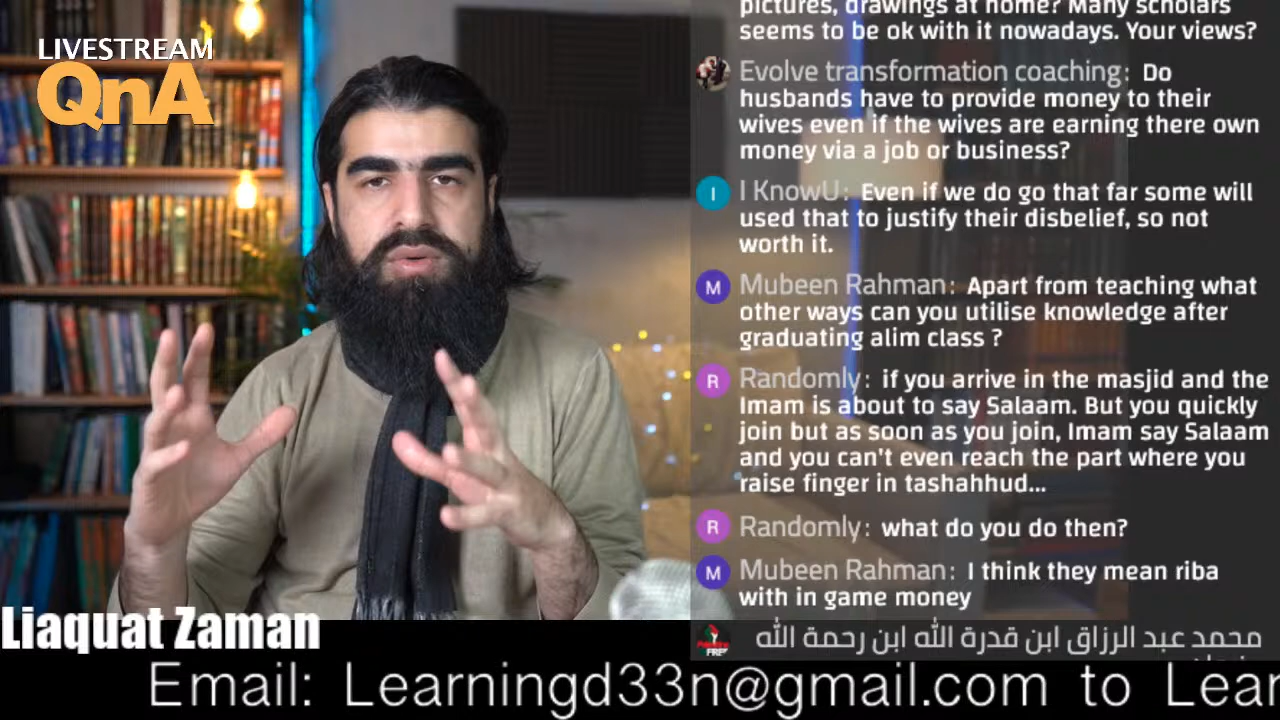 LIVESTREAM
QnA
pictures, drawings at home? Many scholars
seems to be ok with it nowadays. Your views?
Evolve transformation coaching: Do
husbands have to provide money to their
wives even if the wives are earning there own
money via a job or business?
I
I KnowU: Even if we do go that far some will
used that to justify their disbelief, so not
worth it.
M
Mubeen Rahman: Apart from teaching what
other ways can you utilise knowledge after
graduating alim class ?
R
Randomly: if you arrive in the masjid and the
Imam is about to say Salaam. But you quickly
join but as soon as you join, Imam say Salaam
and you can't even reach the part where you
raise finger in tashahhud...
R
Randomly: what do you do then?
M
Mubeen Rahman: I think they mean riba
with in game money
محمد عبد الرزاق ابن قدرة الله ابن رحمة الله
Liaquat Zaman
Email: Learningd33n@gmail.com to Lear